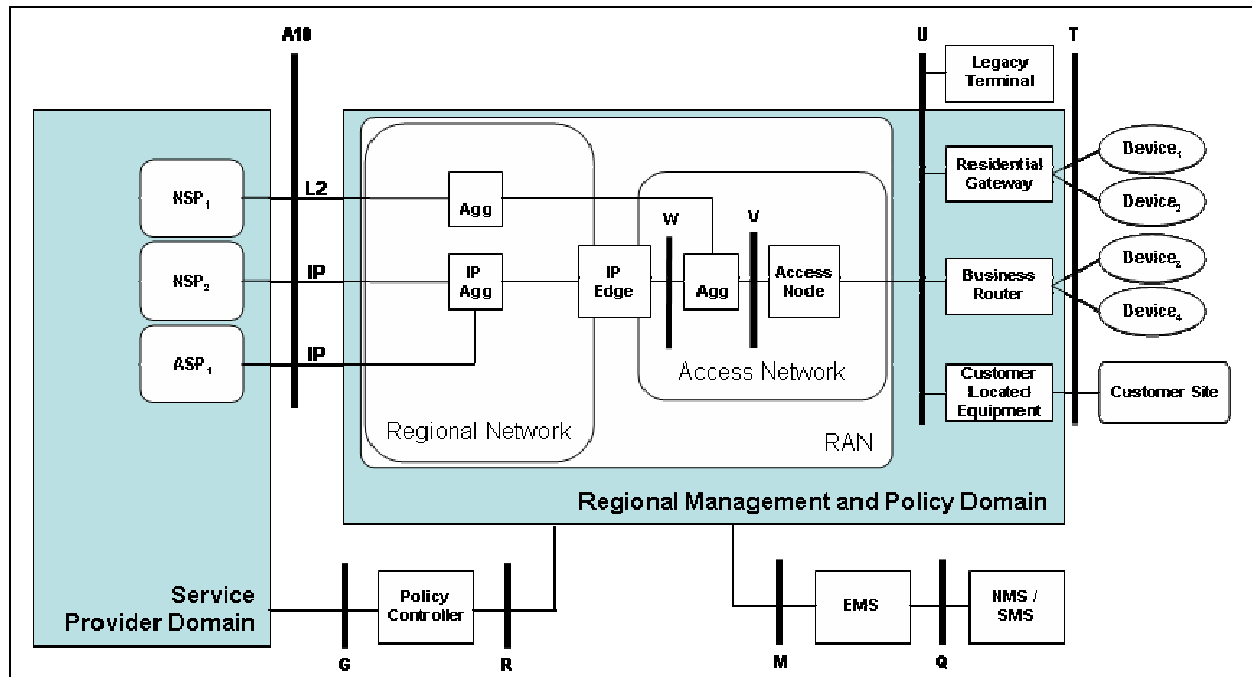 A10
U
T
Legacy
Terminal
NSP1
L2
Agg
W
V
Residential
Gateway
Device1
Device2
NSP2
IP
IP
Agg
IP
Edge
Agg
Access
Node
Business
Router
Device2
Device4
ASP1
IP
Access Network
Customer
Located
Equipment
Customer Site
Regional Network
RAN
Regional Management and Policy Domain
Service
Provider Domain
Policy
Controller
EMS
NMS /
SMS
G
R
M
Q